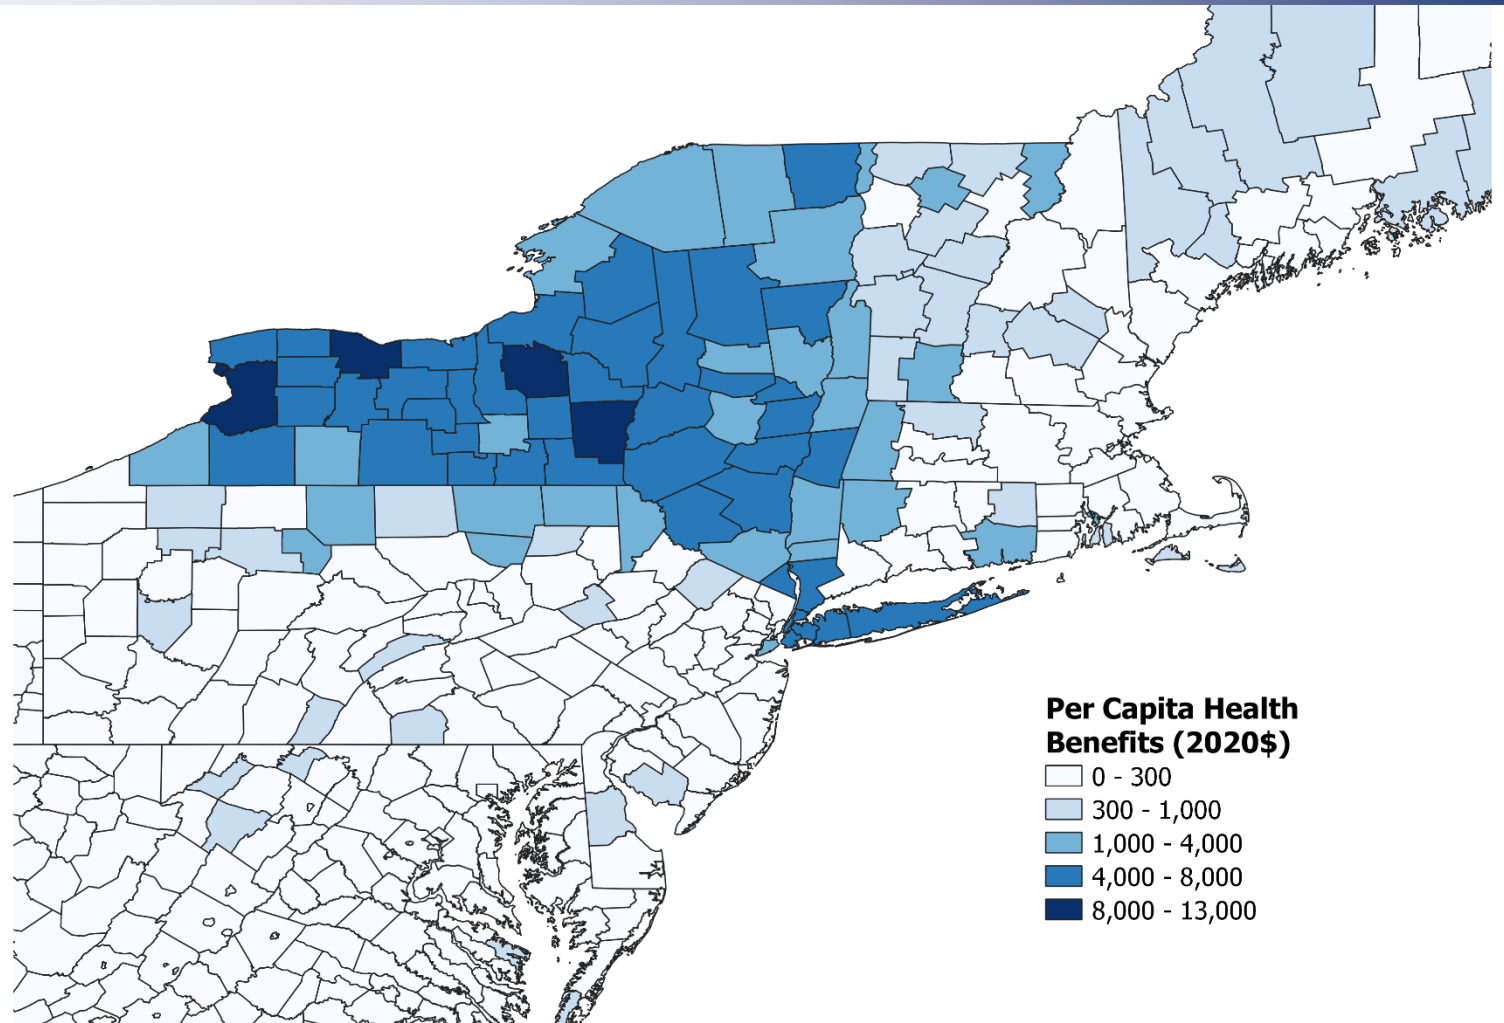 Per Capita Health
Benefits (2020$)
0 - 300
300 - 1,000
1,000 - 4,000
4,000 - 8,000
8,000 - 13,000